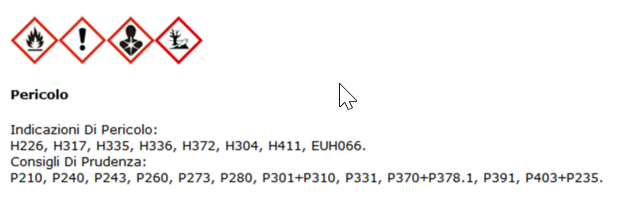 Pericolo
Indicazioni Di Pericolo:
H226, H317, H335, H336, H372, H304, H411, EUH066.
Consigli Di Prudenza:
P210, P240, P243, P260, P273, P280, P301+P310, P331, P370+P378.1, P391, P403+P235.